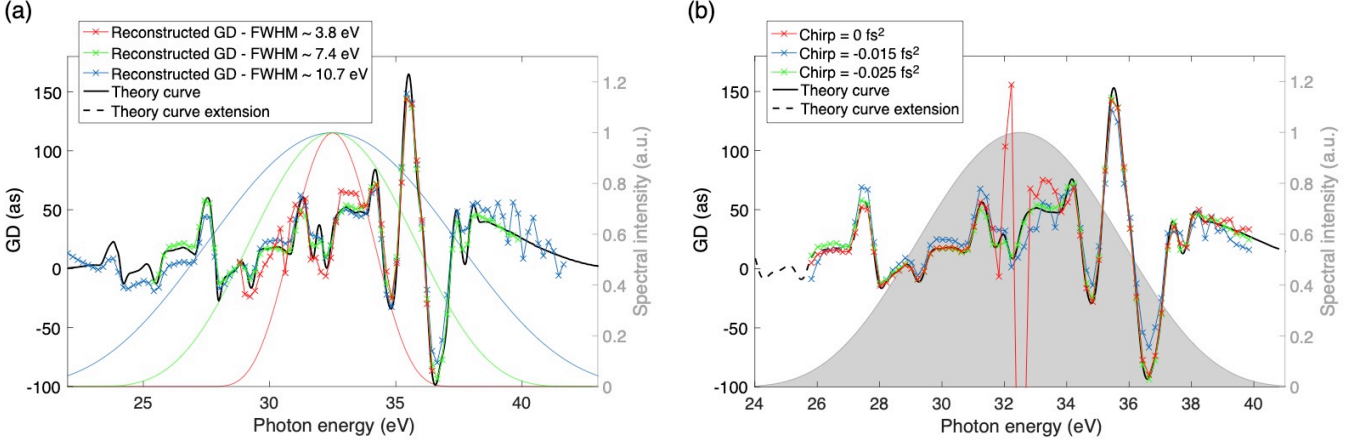 (a)
Reconstructed GD - FWHM ~ 3.8 eV
Reconstructed GD - FWHM ~ 7.4 eV
Reconstructed GD - FWHM ~ 10.7 eV
Theory curve
Theory curve extension
150
100
50
0
-50
-100
GD (as)
25
30
35
40
Photon energy (eV)
1.2
1
0.8
0.6
0.4
0.2
0
Spectral intensity (a.u.)
(b)
Chirp = 0 fs²
Chirp = -0.015 fs²
Chirp = -0.025 fs²
Theory curve
Theory curve extension
150
100
50
0
-50
-100
GD (as)
24
26
28
30
32
34
36
38
40
Photon energy (eV)
1.2
1
0.8
0.6
0.4
0.2
0
Spectral intensity (a.u.)